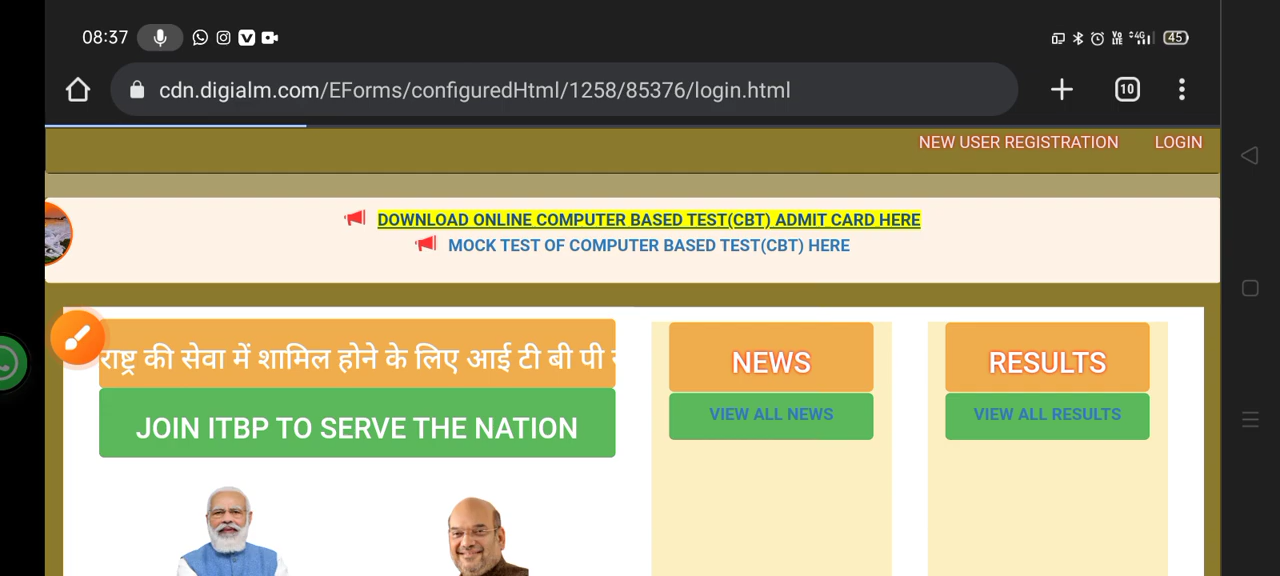 08:37
45
cdn.digialm.com/EForms/configuredHtml/1258/85376/login.html
10
NEW USER REGISTRATION LOGIN
DOWNLOAD ONLINE COMPUTER BASED TEST(CBT) ADMIT CARD HERE
MOCK TEST OF COMPUTER BASED TEST(CBT) HERE
राष्ट्र की सेवा में शामिल होने के लिए आई टी बी पी
JOIN ITBP TO SERVE THE NATION
NEWS
VIEW ALL NEWS
RESULTS
VIEW ALL RESULTS